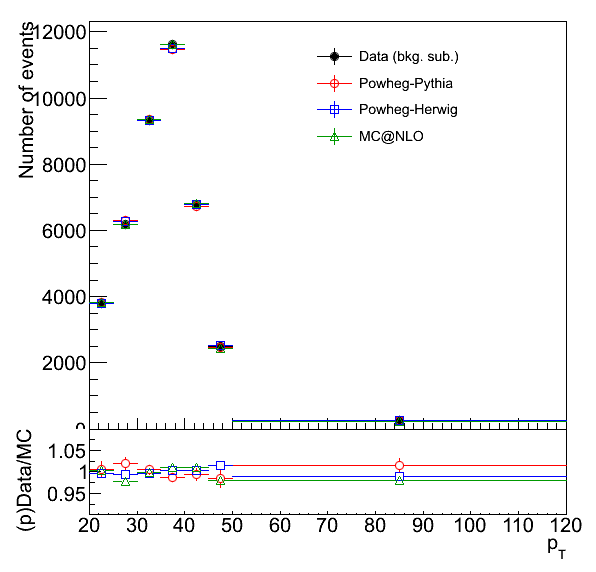 Number of events
12000
10000
8000
6000
4000
2000
0
Data (bkg. sub.)
Powheg-Pythia
Powheg-Herwig
MC@NLO
(p)Data/MC
1.05
1
0.95
20 30 40 50 60 70 80 90 100 110 120
pT